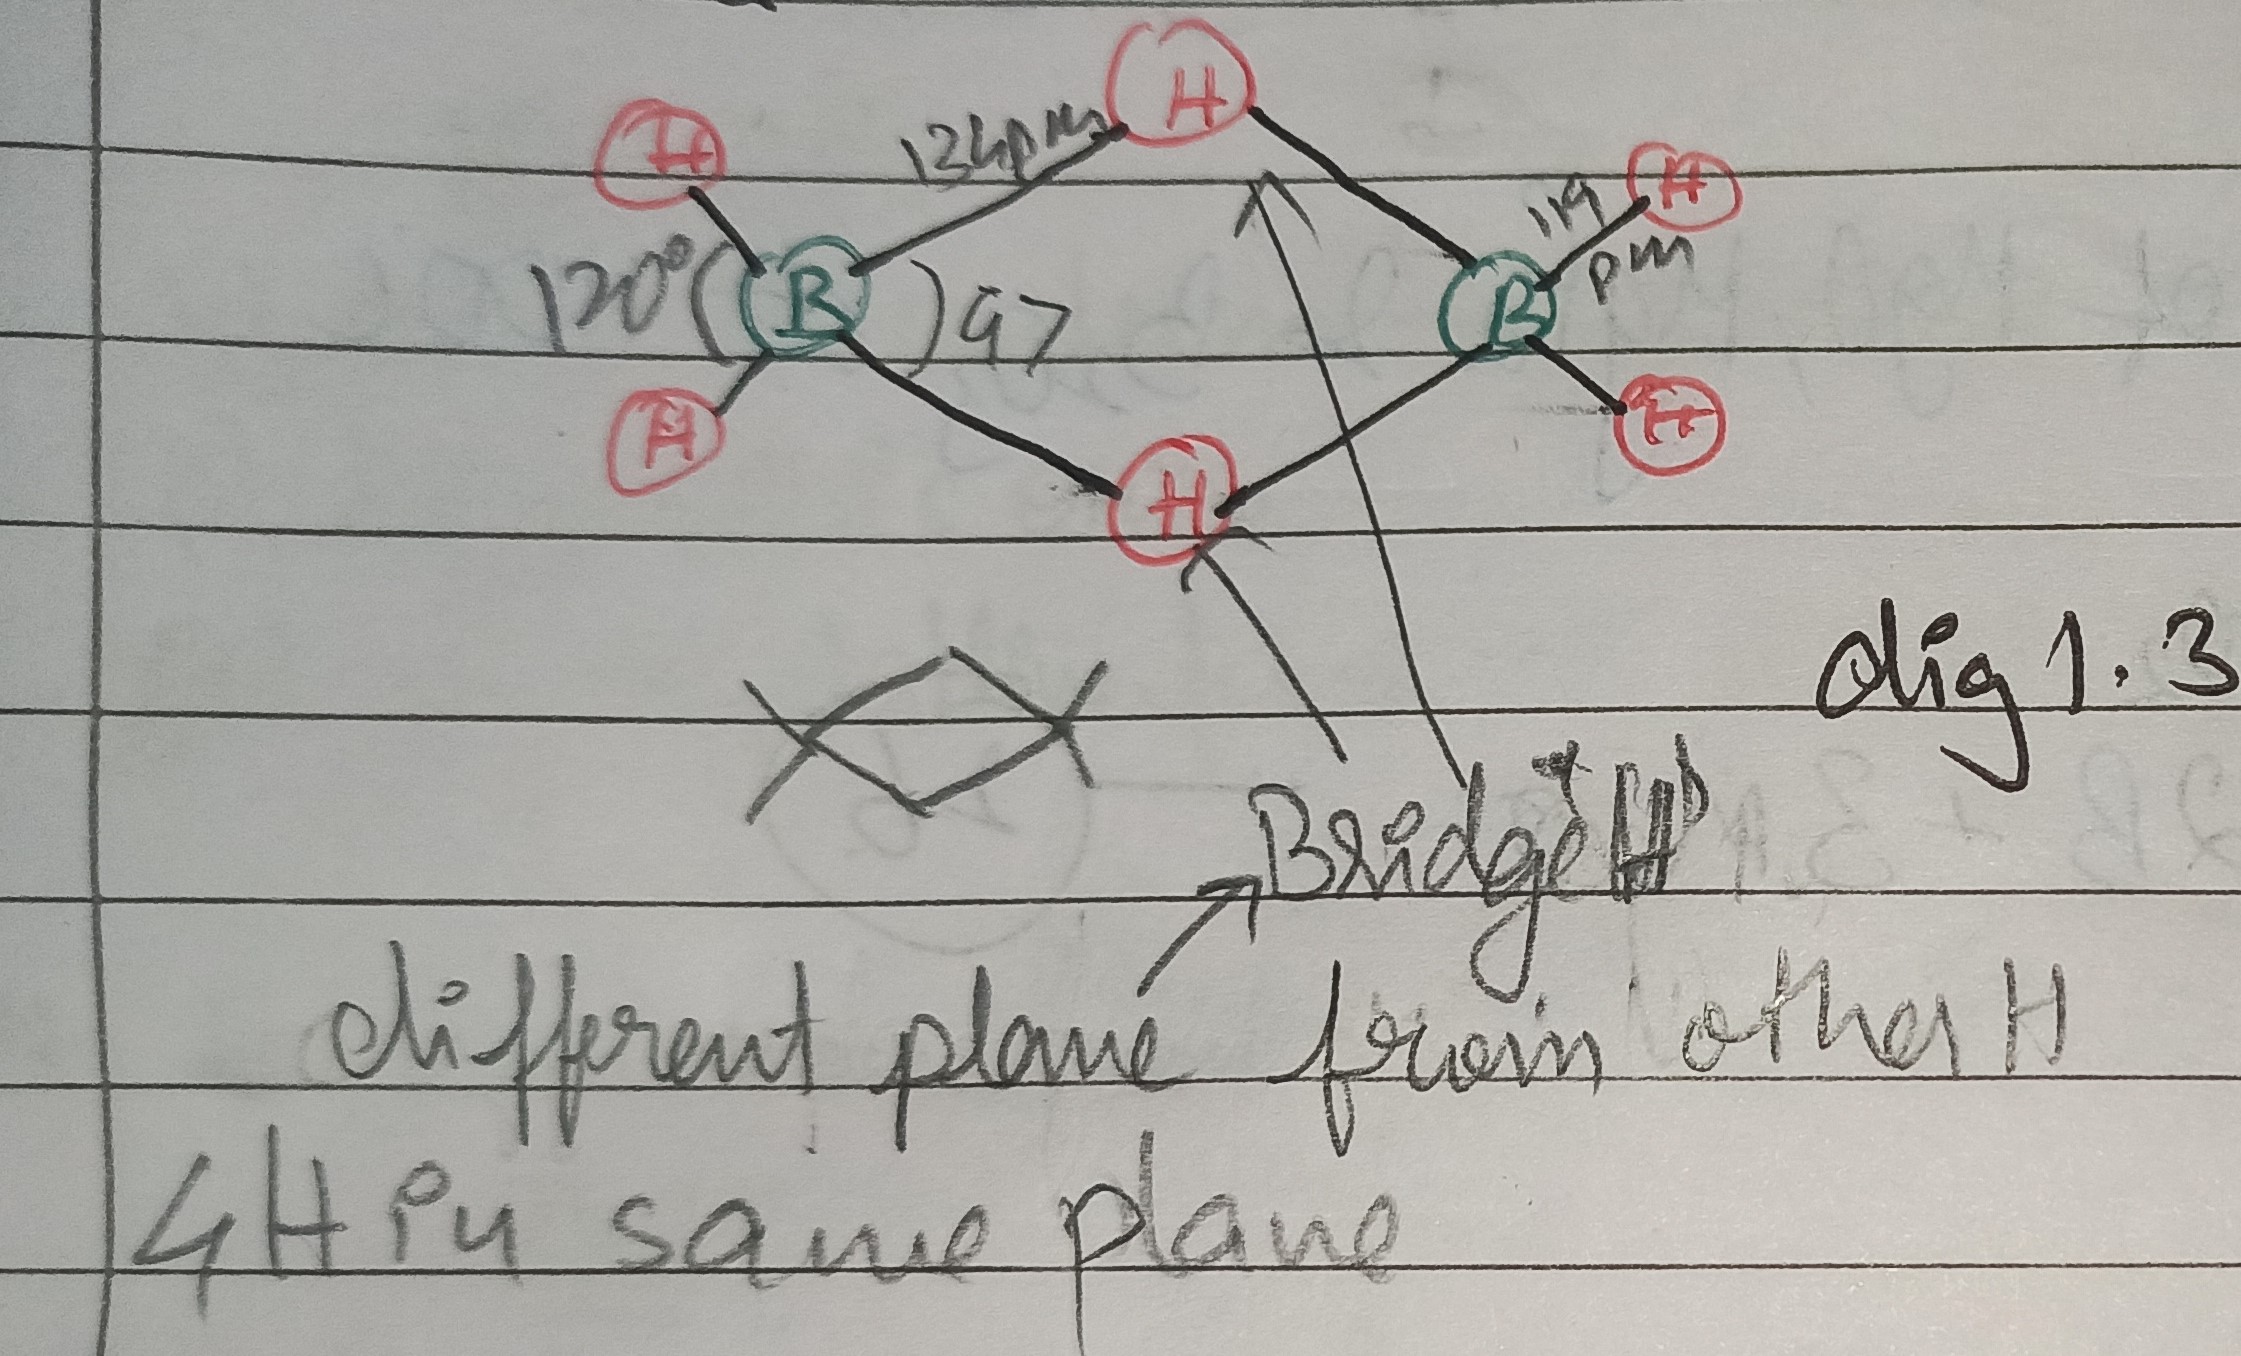 H
134pm
H
H
119
pm
120°
B
97
B
H
H
H
dig 1.3
Bridge H
different plane from other H
4H in same plane